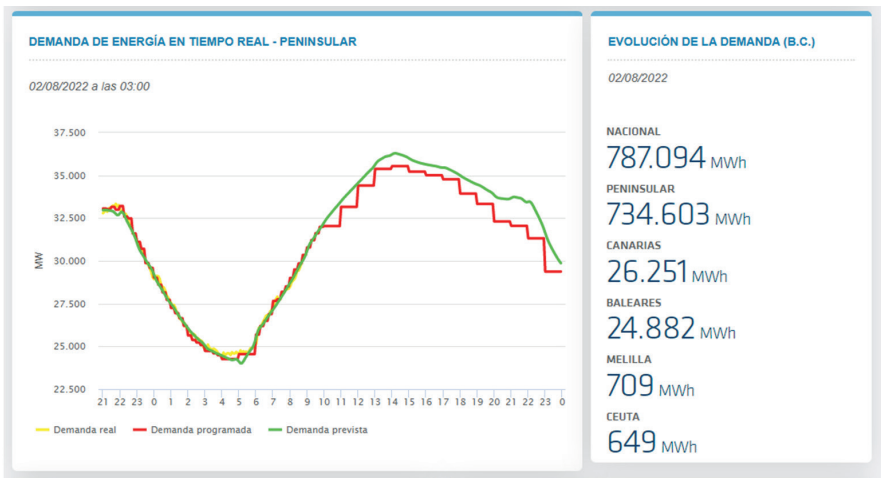 DEMANDA DE ENERGÍA EN TIEMPO REAL - PENINSULAR
02/08/2022 a las 03:00
37.500
35.000
32.500
30.000
27.500
25.000
22.500
MW
21 22 23 0 1 2 3 4 5 6 7 8 9 10 11 12 13 14 15 16 17 18 19 20 21 22 23 0
Demanda real Demanda programada Demanda prevista
EVOLUCIÓN DE LA DEMANDA (B.C.)
02/08/2022
NACIONAL
787.094 MWh
PENINSULAR
734.603 MWh
CANARIAS
26.251 MWh
BALEARES
24.882 MWh
MELILLA
709 MWh
CEUTA
649 MWh